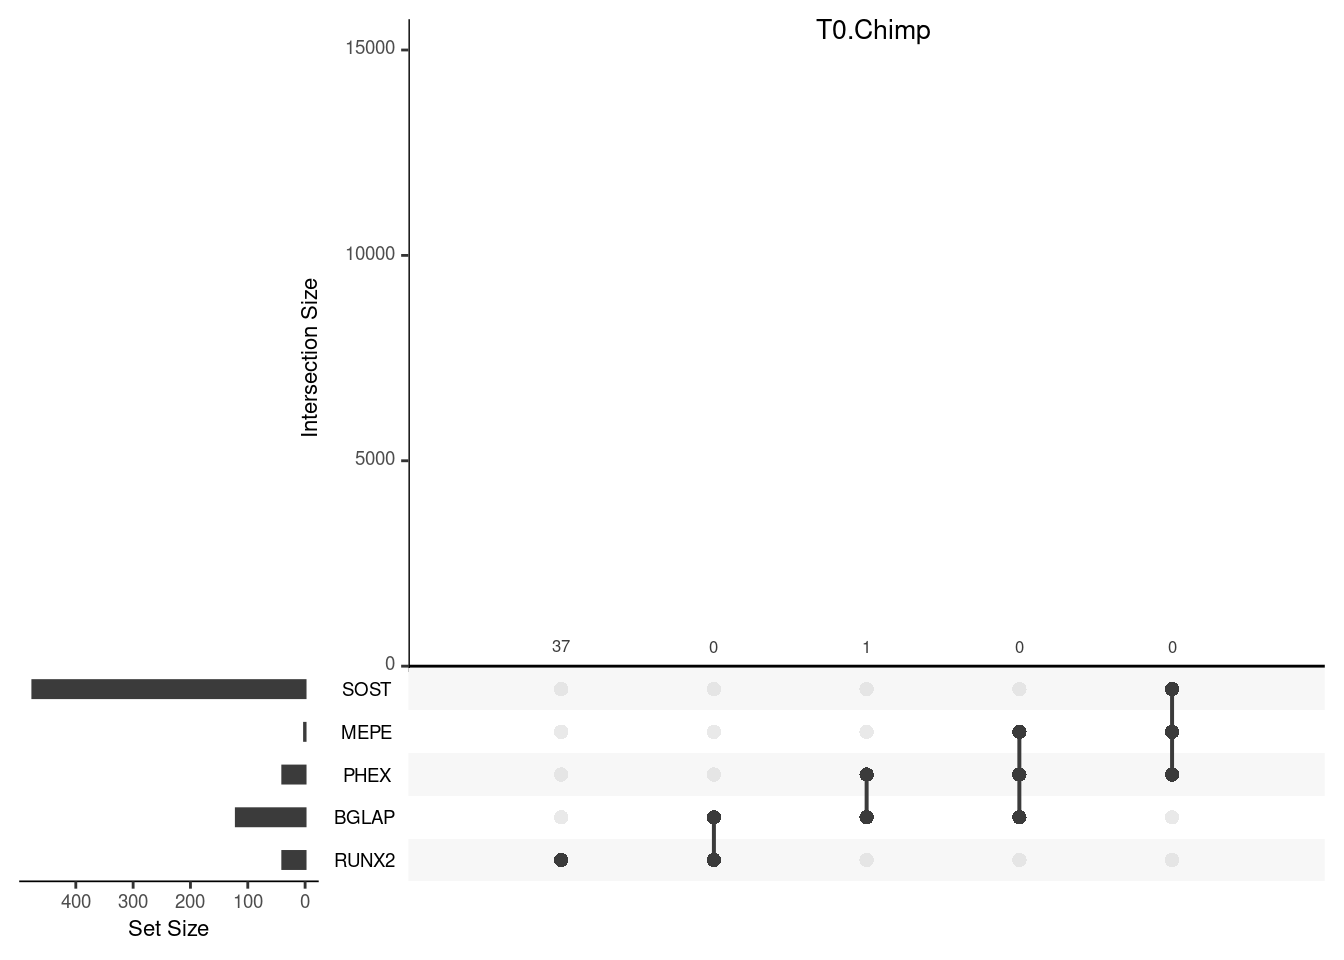 T0.Chimp
15000
10000
5000
0
Intersection Size
37 0 1 0 0
SOST
MEPE
PHEX
BGLAP
RUNX2
400 300 200 100 0
Set Size